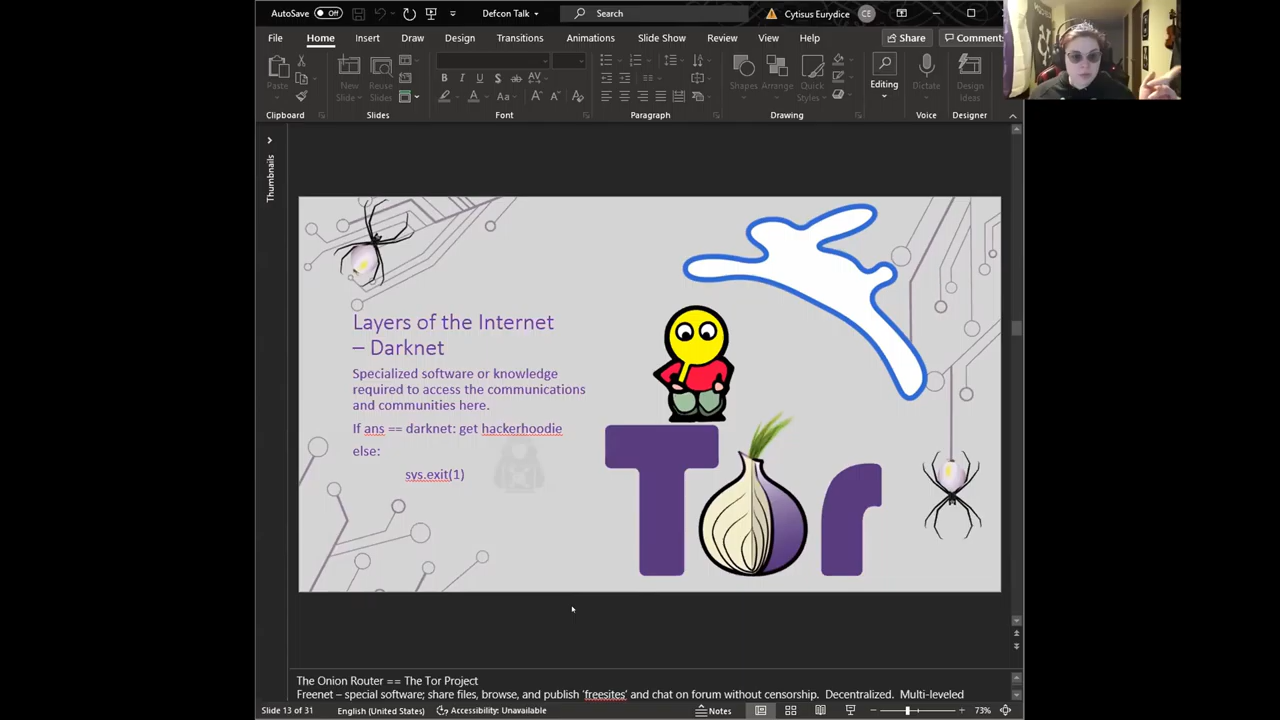 AutoSave Off Defcon Talk Search Cytisus Eurydice CE
File Home Insert Draw Design Transitions Animations Slide Show Review View Help Share Comments
Paste New Slide Reuse Slides B I U S ab AV Aa A A A Shapes Arrange Quick Styles Editing Dictate Design Ideas
Clipboard Slides Font Paragraph Drawing Voice Designer
Thumbnails
Layers of the Internet
– Darknet
Specialized software or knowledge
required to access the communications
and communities here.
If ans == darknet: get hackerhoodie
else:
sys.exit(1)
Tor
The Onion Router == The Tor Project
Freenet – special software; share files, browse, and publish 'freesites' and chat on forum without censorship. Decentralized. Multi-leveled
Slide 13 of 31 English (United States) Accessibility: Unavailable Notes 73%